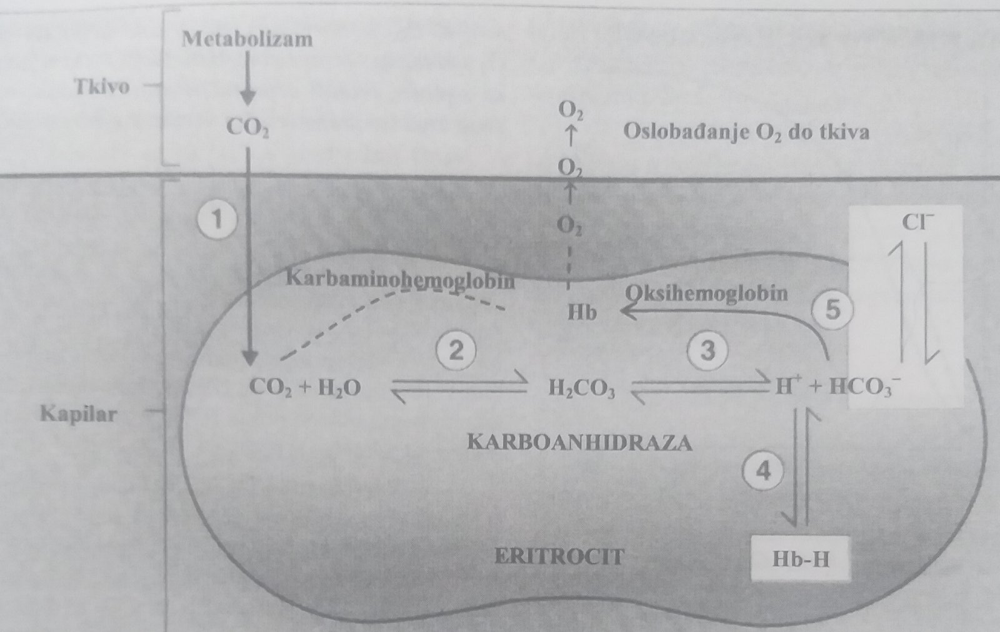 Metabolizam
Tkivo
CO₂
O₂
Oslobađanje O₂ do tkiva
O₂
1
O₂
Cl⁻
Karbaminohemoglobin
Oksihemoglobin
Hb
5
2
3
CO₂ + H₂O
H₂CO₃
H⁺ + HCO₃⁻
Kapilar
KARBOANHIDRAZA
4
ERITROCIT
Hb-H